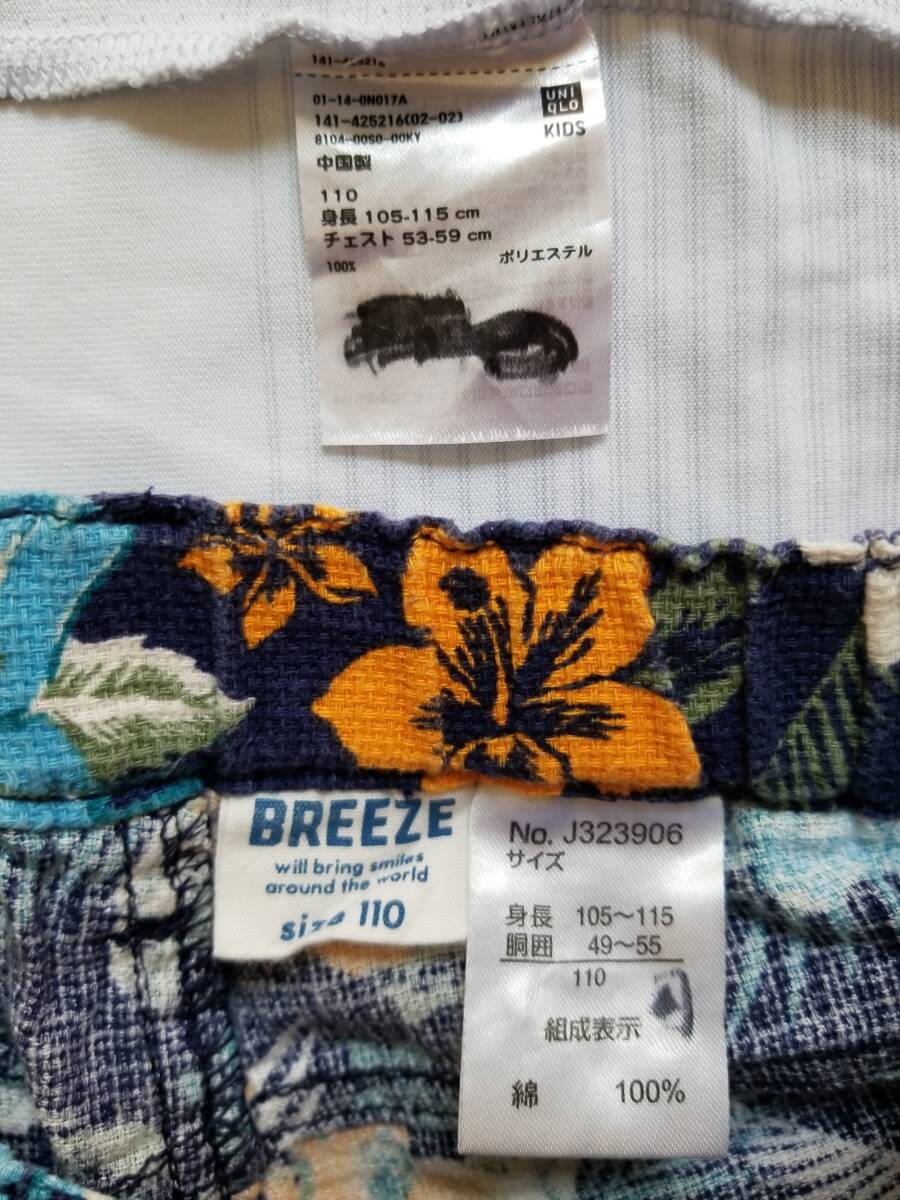 141-425216
01-14-0N017A
141-425216(02-02)
8104-00S0-00KY
中国製
UNI
QLO
KIDS
110
身長 105-115 cm
チェスト 53-59 cm
ポリエステル
100%
BREEZE
will bring smiles
around the world
size 110
No. J323906
サイズ
身長 105～115
胴囲 49～55
110
組成表示
綿 100%